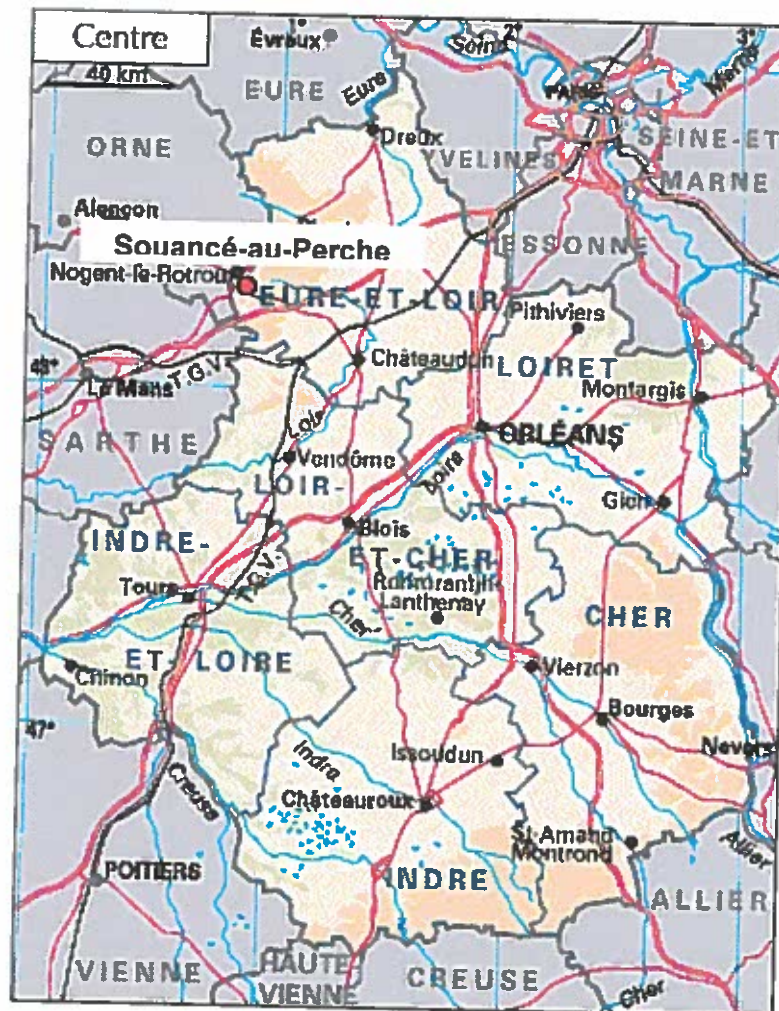 Centre
40 km
1°
2°
3°
Évreux
EURE
Eure
Seine
PARIS
Marne
ORNE
Dreux
YVELINES
SEINE-ET
MARNE
Alençon
Souancé-au-Perche
ESSONNE
Nogent-le-Rotrou
EURE-ET-LOIR
Pithiviers
48°
Le Mans
T.G.V.
Châteaudun
LOIRET
Montargis
SARTHE
Loir
Vendôme
ORLÉANS
LOIR-
Loire
Gien
INDRE-
Blois
ET-CHER
Tours
T.G.V.
Romorantin
Lanthenay
Cher
CHER
ET-LOIRE
Chinon
Vierzon
47°
Bourges
Nevers
Indre
Issoudun
Creuse
Châteauroux
St-Amand
Montrond
Allier
POITIERS
INDRE
ALLIER
VIENNE
HAUTE
VIENNE
CREUSE
Cher